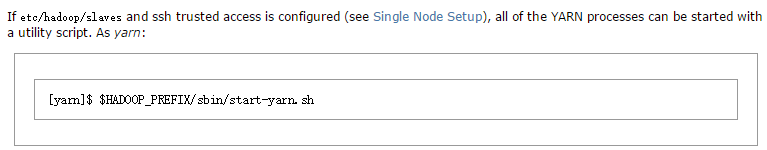 If etc/hadoop/slaves and ssh trusted access is configured (see Single Node Setup), all of the YARN processes can be started with
a utility script. As yarn:
[yarn]$ $HADOOP_PREFIX/sbin/start-yarn.sh